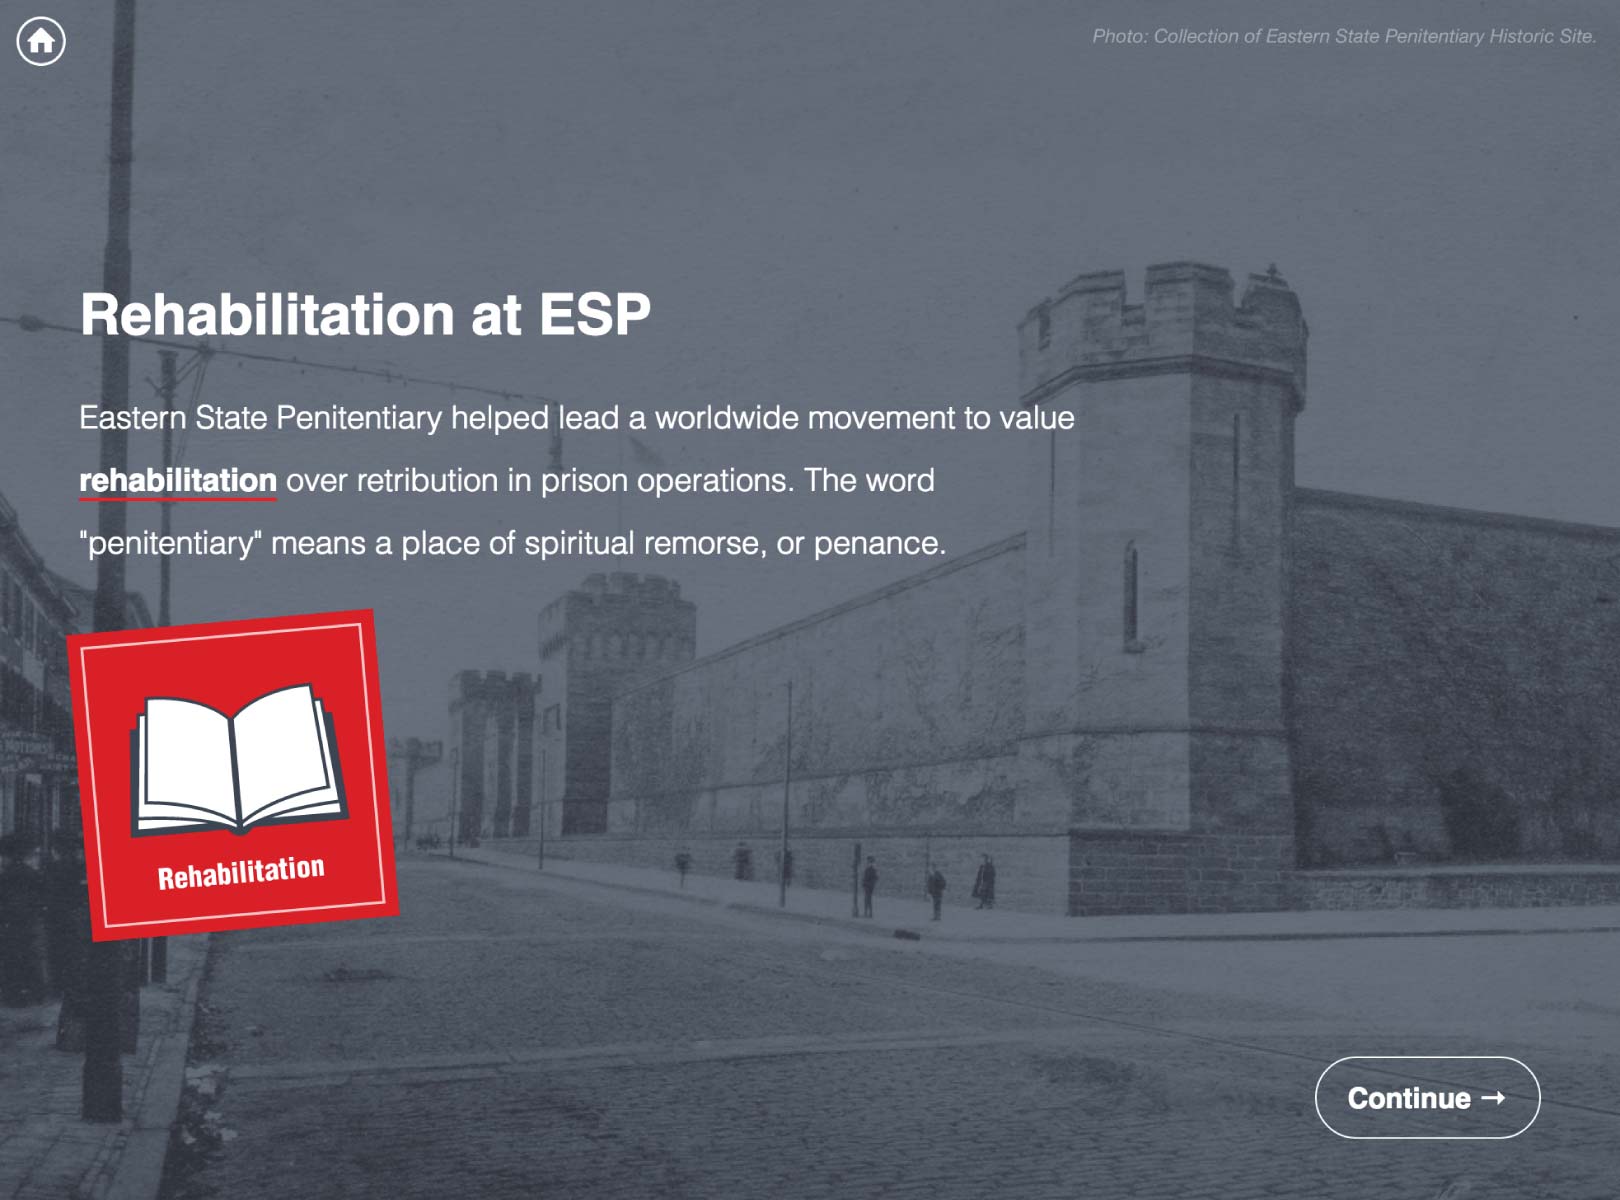 Photo: Collection of Eastern State Penitentiary Historic Site.
Rehabilitation at ESP
Eastern State Penitentiary helped lead a worldwide movement to value
rehabilitation over retribution in prison operations. The word
"penitentiary" means a place of spiritual remorse, or penance.
Rehabilitation
Continue →